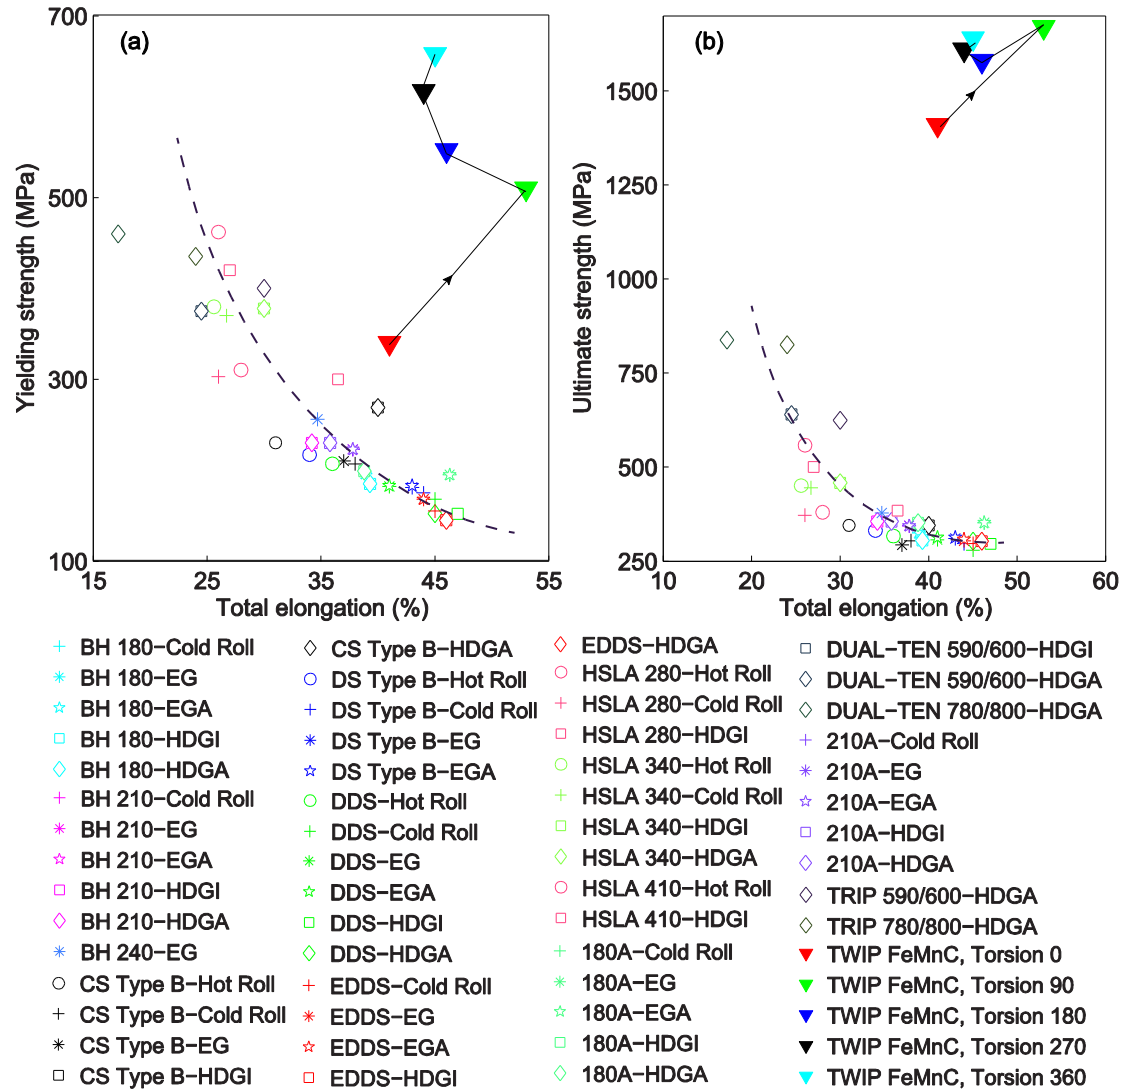 (a)
700
500
300
100
Yielding strength (MPa)
15 25 35 45 55
Total elongation (%)
(b)
1500
1250
1000
750
500
250
Ultimate strength (MPa)
10 20 30 40 50 60
Total elongation (%)
BH 180−Cold Roll
BH 180−EG
BH 180−EGA
BH 180−HDGI
BH 180−HDGA
BH 210−Cold Roll
BH 210−EG
BH 210−EGA
BH 210−HDGI
BH 210−HDGA
BH 240−EG
CS Type B−Hot Roll
CS Type B−Cold Roll
CS Type B−EG
CS Type B−HDGI
CS Type B−HDGA
DS Type B−Hot Roll
DS Type B−Cold Roll
DS Type B−EG
DS Type B−EGA
DDS−Hot Roll
DDS−Cold Roll
DDS−EG
DDS−EGA
DDS−HDGI
DDS−HDGA
EDDS−Cold Roll
EDDS−EG
EDDS−EGA
EDDS−HDGI
EDDS−HDGA
HSLA 280−Hot Roll
HSLA 280−Cold Roll
HSLA 280−HDGI
HSLA 340−Hot Roll
HSLA 340−Cold Roll
HSLA 340−HDGI
HSLA 340−HDGA
HSLA 410−Hot Roll
HSLA 410−HDGI
180A−Cold Roll
180A−EG
180A−EGA
180A−HDGI
180A−HDGA
DUAL−TEN 590/600−HDGI
DUAL−TEN 590/600−HDGA
DUAL−TEN 780/800−HDGA
210A−Cold Roll
210A−EG
210A−EGA
210A−HDGI
210A−HDGA
TRIP 590/600−HDGA
TRIP 780/800−HDGA
TWIP FeMnC, Torsion 0
TWIP FeMnC, Torsion 90
TWIP FeMnC, Torsion 180
TWIP FeMnC, Torsion 270
TWIP FeMnC, Torsion 360